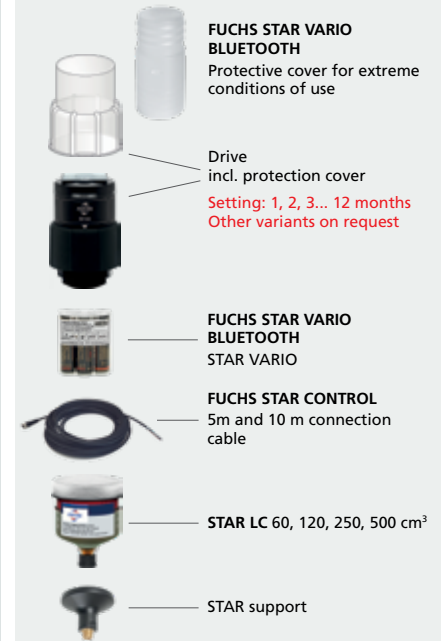 FUCHS STAR VARIO
BLUETOOTH
Protective cover for extreme
conditions of use
Drive
incl. protection cover
Setting: 1, 2, 3... 12 months
Other variants on request
FUCHS STAR VARIO
BLUETOOTH
STAR VARIO
FUCHS STAR CONTROL
5m and 10 m connection
cable
STAR LC 60, 120, 250, 500 cm³
STAR support